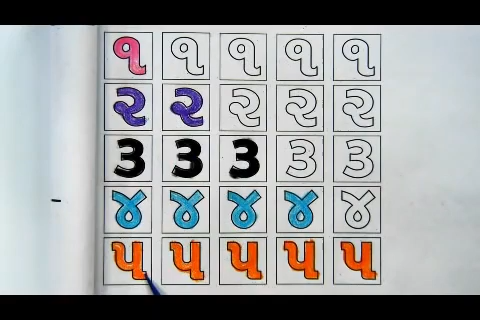 ૧ ૧ ૧ ૧ ૧
૨ ૨ ૨ ૨ ૨
૩ ૩ ૩ ૩ ૩
૪ ૪ ૪ ૪ ૪
૫ ૫ ૫ ૫ ૫